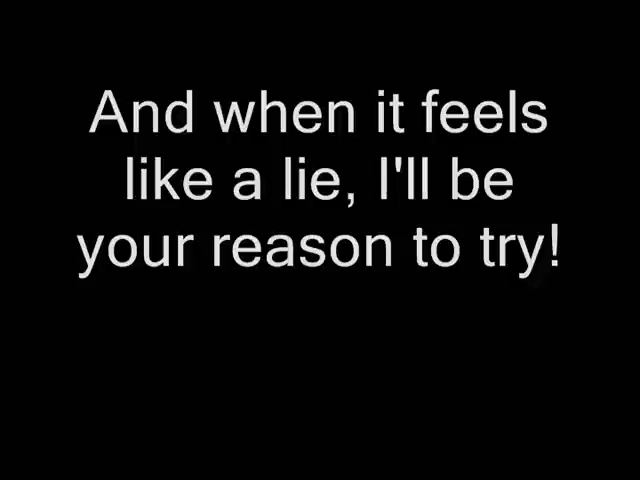 And when it feels
like a lie, I'll be
your reason to try!